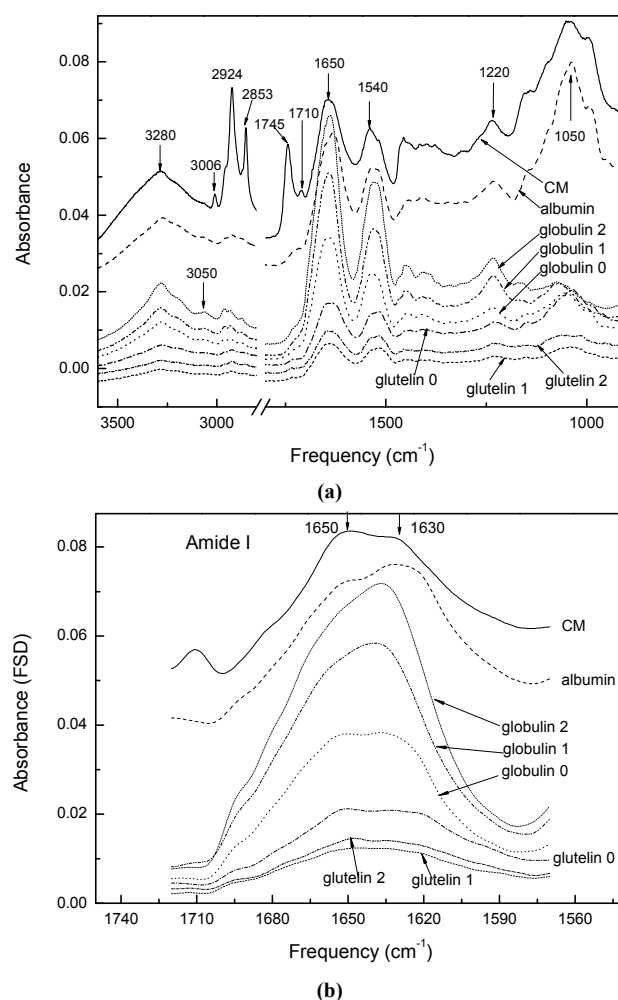 0.08
0.06
0.04
0.02
0.00
Absorbance
3280
3006
2924
2853
1745
1710
1650
1540
1220
1050
3050
CM
albumin
globulin 2
globulin 1
globulin 0
glutelin 0
glutelin 2
glutelin 1
3500
3000
1500
1000
Frequency (cm-1)
(a)
Amide I
1650
1630
0.08
0.06
0.04
0.02
0.00
Absorbance (FSD)
CM
albumin
globulin 2
globulin 1
globulin 0
glutelin 0
glutelin 2
glutelin 1
1740
1710
1680
1650
1620
1590
1560
Frequency (cm-1)
(b)